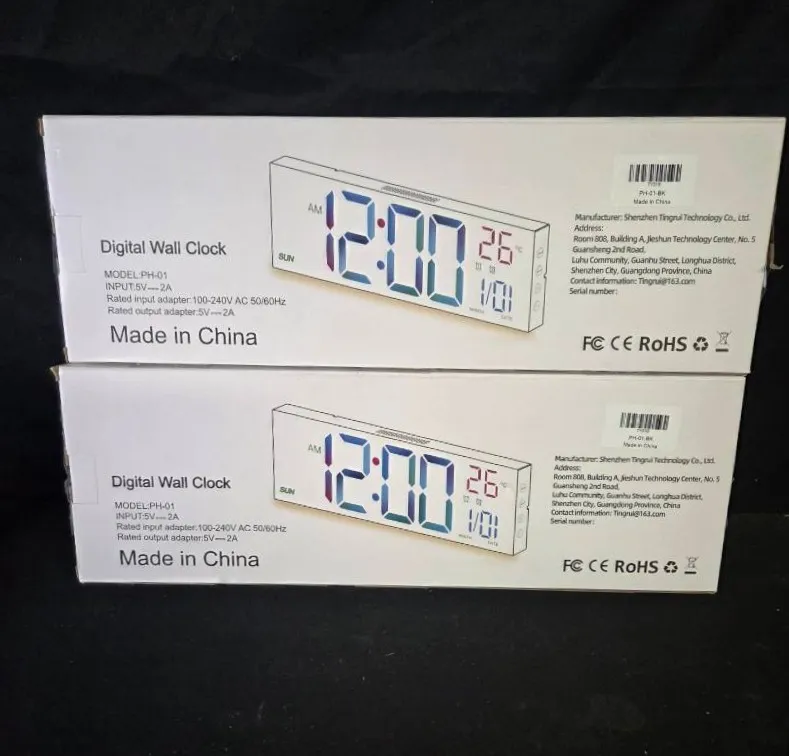 Digital Wall Clock
MODEL:PH-01
INPUT:5V⎓2A
Rated input adapter:100-240V AC 50/60Hz
Rated output adapter:5V⎓2A
Made in China
AM
12:00
26
°C
SUN
1/01
MONTH
DATE
PH-01-BK
Made in China
Manufacturer: Shenzhen Tingrui Technology Co., Ltd.
Address:
Room 808, Building A, Jieshun Technology Center, No. 5
Guansheng 2nd Road,
Luhu Community, Guanhu Street, Longhua District,
Shenzhen City, Guangdong Province, China
Contact information: Tingrui@163.com
Serial number:
FC CE RoHS
Digital Wall Clock
MODEL:PH-01
INPUT:5V⎓2A
Rated input adapter:100-240V AC 50/60Hz
Rated output adapter:5V⎓2A
Made in China
AM
12:00
26
°C
SUN
1/01
MONTH
DATE
PH-01-BK
Made in China
Manufacturer: Shenzhen Tingrui Technology Co., Ltd.
Address:
Room 808, Building A, Jieshun Technology Center, No. 5
Guansheng 2nd Road,
Luhu Community, Guanhu Street, Longhua District,
Shenzhen City, Guangdong Province, China
Contact information: Tingrui@163.com
Serial number:
FC CE RoHS